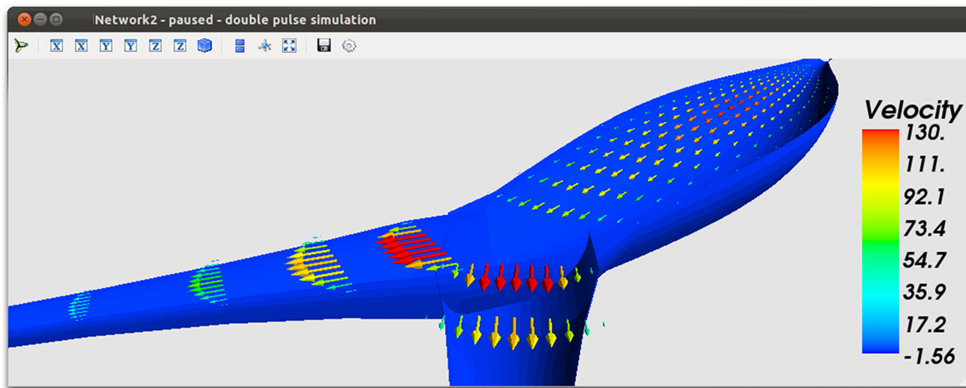 Network2 - paused - double pulse simulation
X X Y Y Z Z
Velocity
130.
111.
92.1
73.4
54.7
35.9
17.2
-1.56